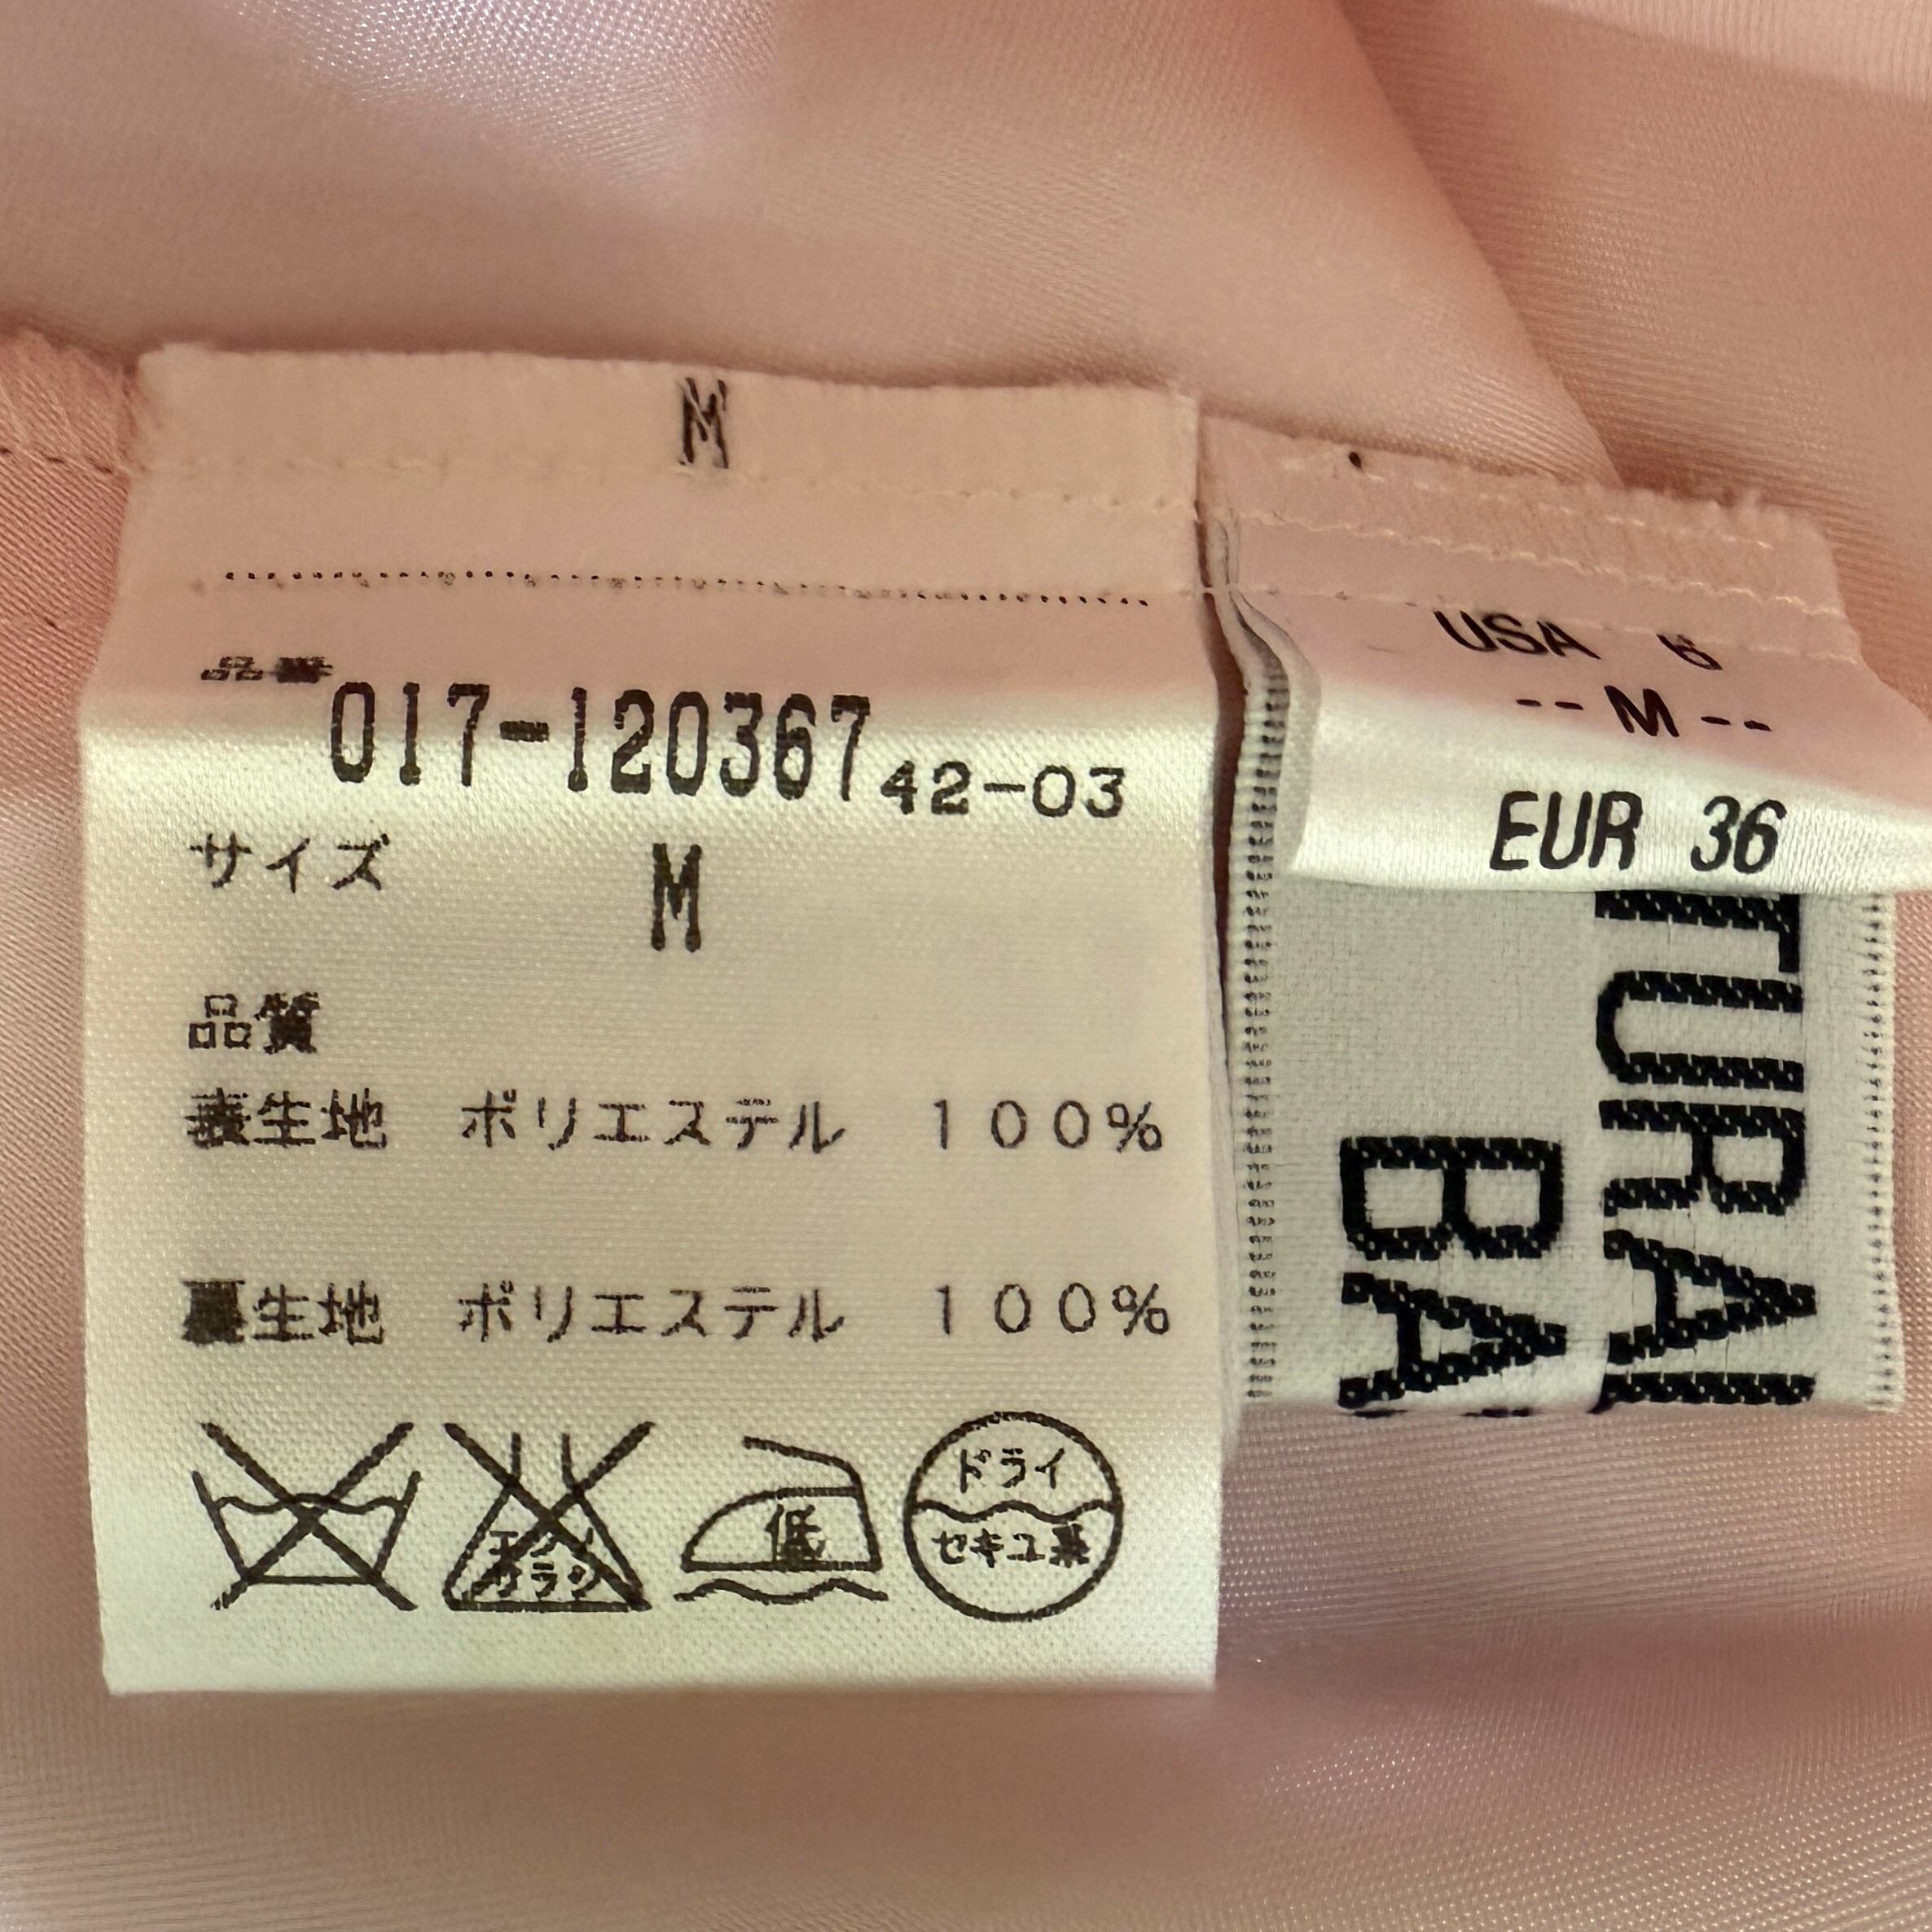 M
品番
017-120367 42-03
サイズ M
品質
表生地 ポリエステル 100%
裏生地 ポリエステル 100%
エンソ
サラシ
低
ドライ
セキユ系
USA 6
--M--
EUR 36
TURAL
BA